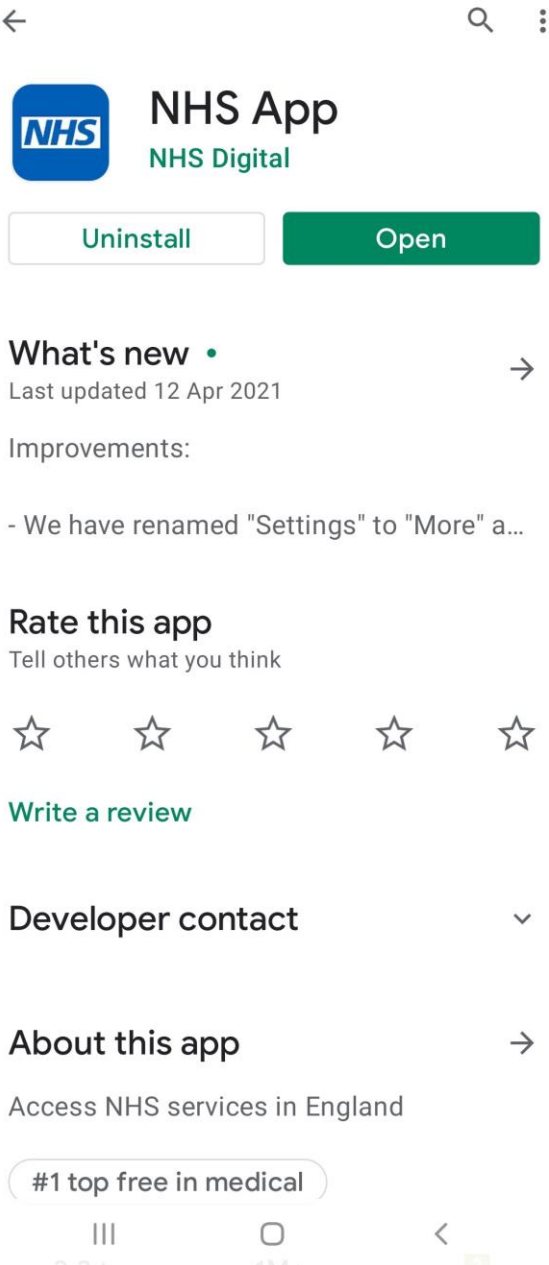 NHS
NHS App
NHS Digital
Uninstall
Open
What's new •
Last updated 12 Apr 2021
Improvements:
- We have renamed "Settings" to "More" a...
Rate this app
Tell others what you think
Write a review
Developer contact
About this app
Access NHS services in England
#1 top free in medical